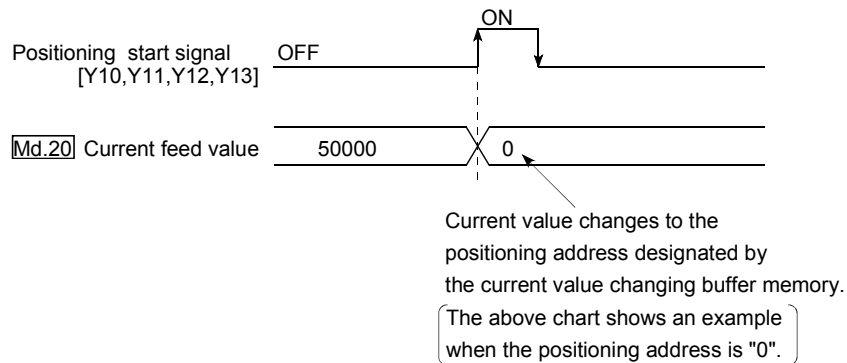 ON
Positioning start signal
[Y10,Y11,Y12,Y13]
OFF
Md.20 Current feed value
50000
0
Current value changes to the
positioning address designated by
the current value changing buffer memory.
The above chart shows an example
when the positioning address is "0".